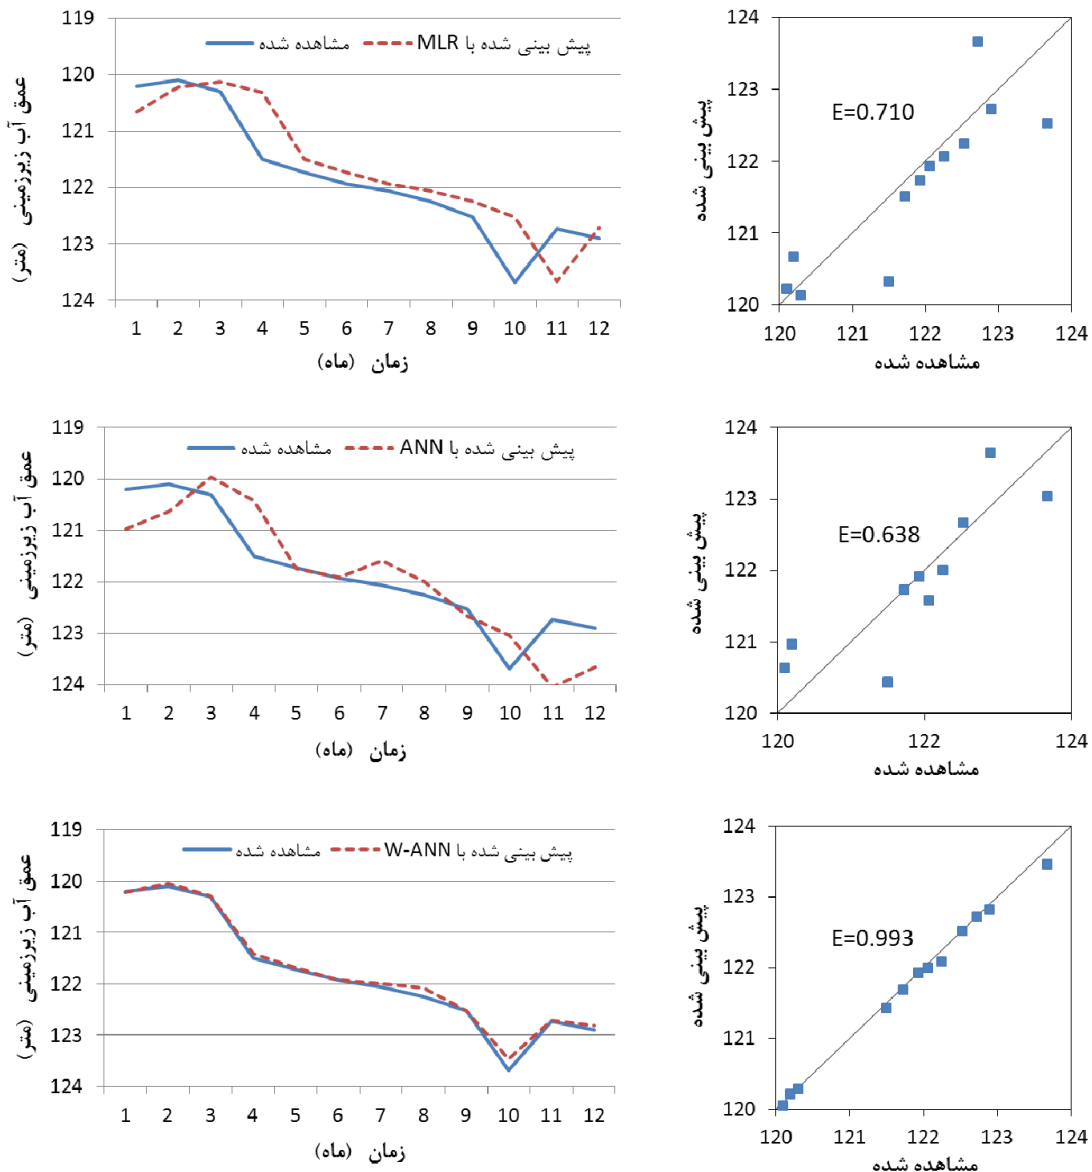 119
120
121
122
123
124
عمق آب زیرزمینی (متر)
مشاهده شده
پیش بینی شده با MLR
1 2 3 4 5 6 7 8 9 10 11 12
زمان (ماه)
124
123
122
121
120
پیش بینی شده
E=0.710
120 121 122 123 124
مشاهده شده
119
120
121
122
123
124
عمق آب زیرزمینی (متر)
مشاهده شده
پیش بینی شده با ANN
1 2 3 4 5 6 7 8 9 10 11 12
زمان (ماه)
124
123
122
121
120
پیش بینی شده
E=0.638
120 122 124
مشاهده شده
119
120
121
122
123
124
عمق آب زیرزمینی (متر)
مشاهده شده
پیش بینی شده با W-ANN
1 2 3 4 5 6 7 8 9 10 11 12
زمان (ماه)
124
123
122
121
120
پیش بینی شده
E=0.993
120 121 122 123 124
مشاهده شده